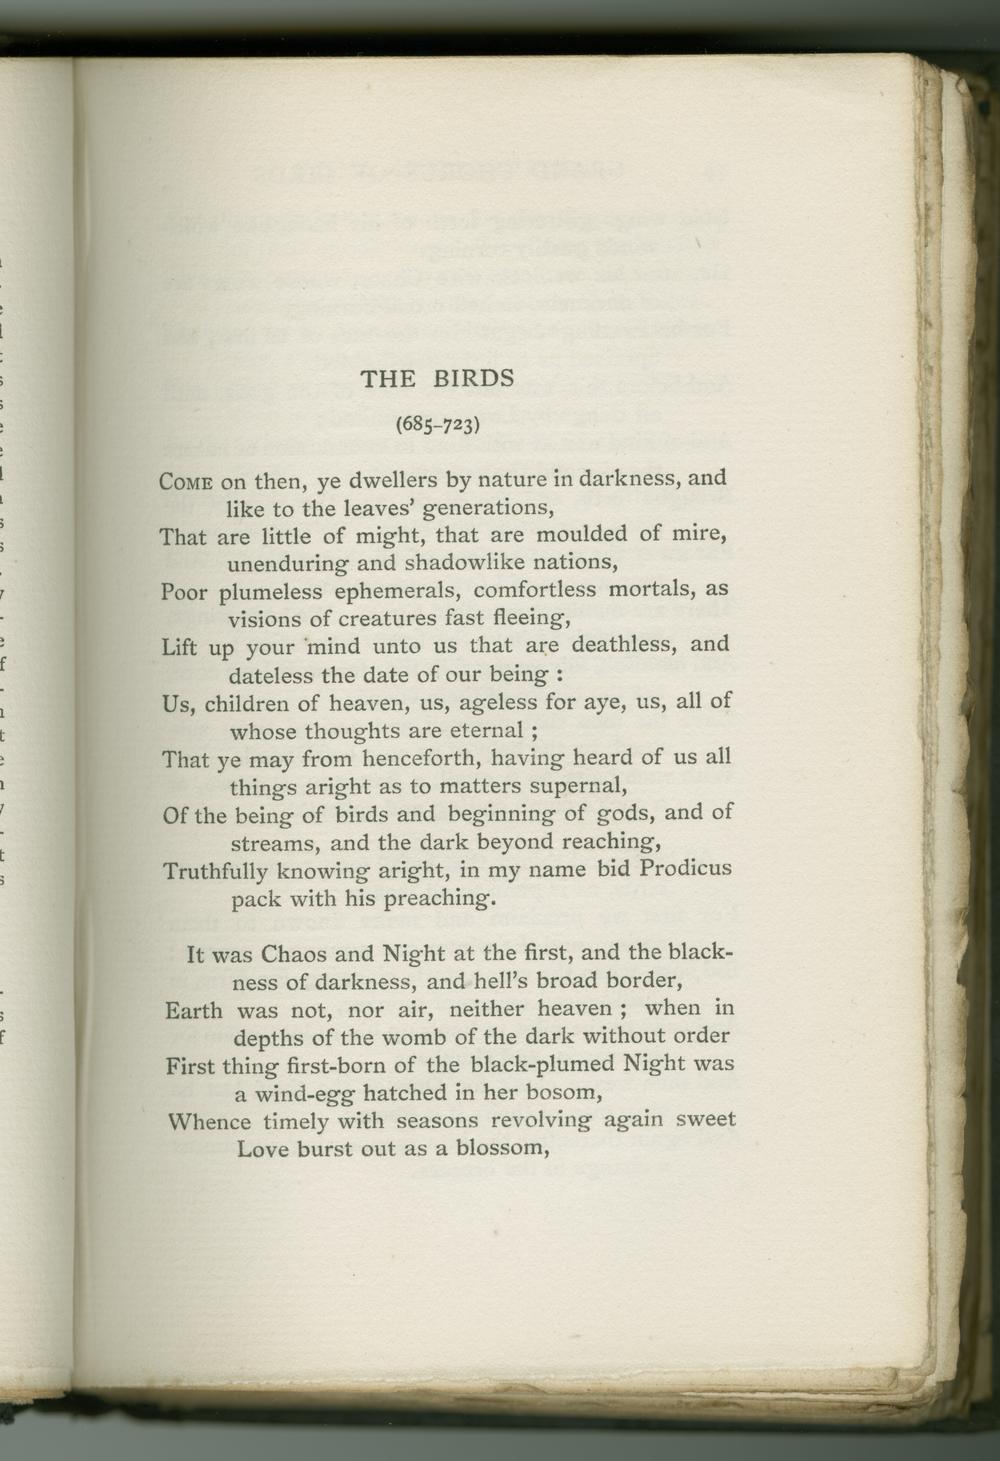 THE BIRDS
(685–723)
COME on then, ye dwellers by nature in darkness, and
like to the leaves’ generations,
That are little of might, that are moulded of mire,
unenduring and shadowlike nations,
Poor plumeless ephemerals, comfortless mortals, as
visions of creatures fast fleeing,
Lift up your mind unto us that are deathless, and
dateless the date of our being :
Us, children of heaven, us, ageless for aye, us, all of
whose thoughts are eternal ;
That ye may from henceforth, having heard of us all
things aright as to matters supernal,
Of the being of birds and beginning of gods, and of
streams, and the dark beyond reaching,
Truthfully knowing aright, in my name bid Prodicus
pack with his preaching.
It was Chaos and Night at the first, and the black-
ness of darkness, and hell’s broad border,
Earth was not, nor air, neither heaven ; when in
depths of the womb of the dark without order
First thing first-born of the black-plumed Night was
a wind-egg hatched in her bosom,
Whence timely with seasons revolving again sweet
Love burst out as a blossom,